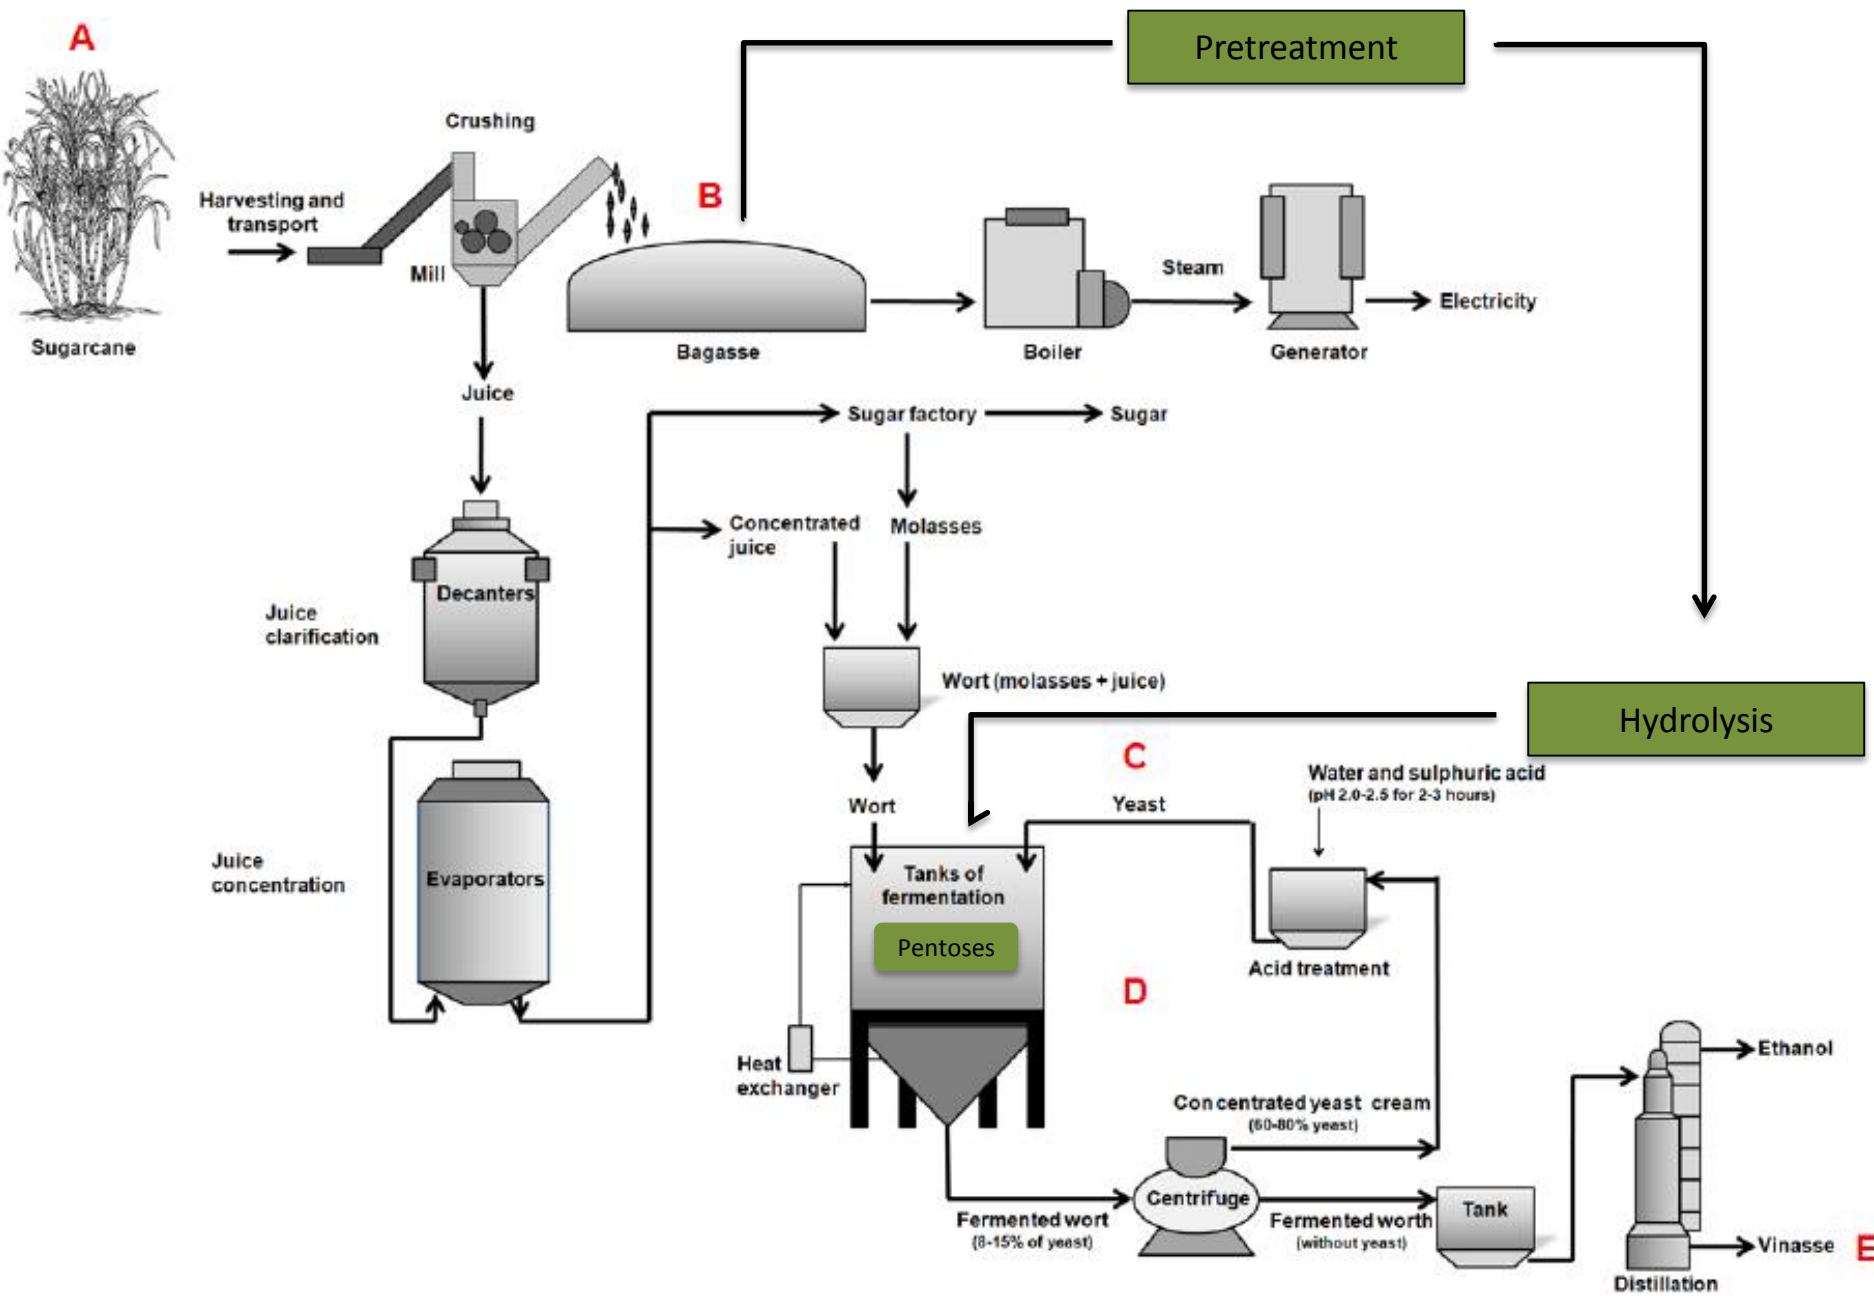 A
Pretreatment
Crushing
Harvesting and
transport
B
Mill
Steam
Electricity
Sugarcane
Bagasse
Boiler
Generator
Juice
Sugar factory
Sugar
Concentrated
juice
Molasses
Decanters
Juice
clarification
Wort (molasses + juice)
Hydrolysis
C
Water and sulphuric acid
(pH 2.0-2.5 for 2-3 hours)
Wort
Yeast
Juice
concentration
Evaporators
Tanks of
fermentation
Pentoses
Acid treatment
D
Heat
exchanger
Ethanol
Concentrated yeast cream
(60-80% yeast)
Centrifuge
Tank
Fermented wort
(8-15% of yeast)
Fermented worth
(without yeast)
Vinasse
E
Distillation